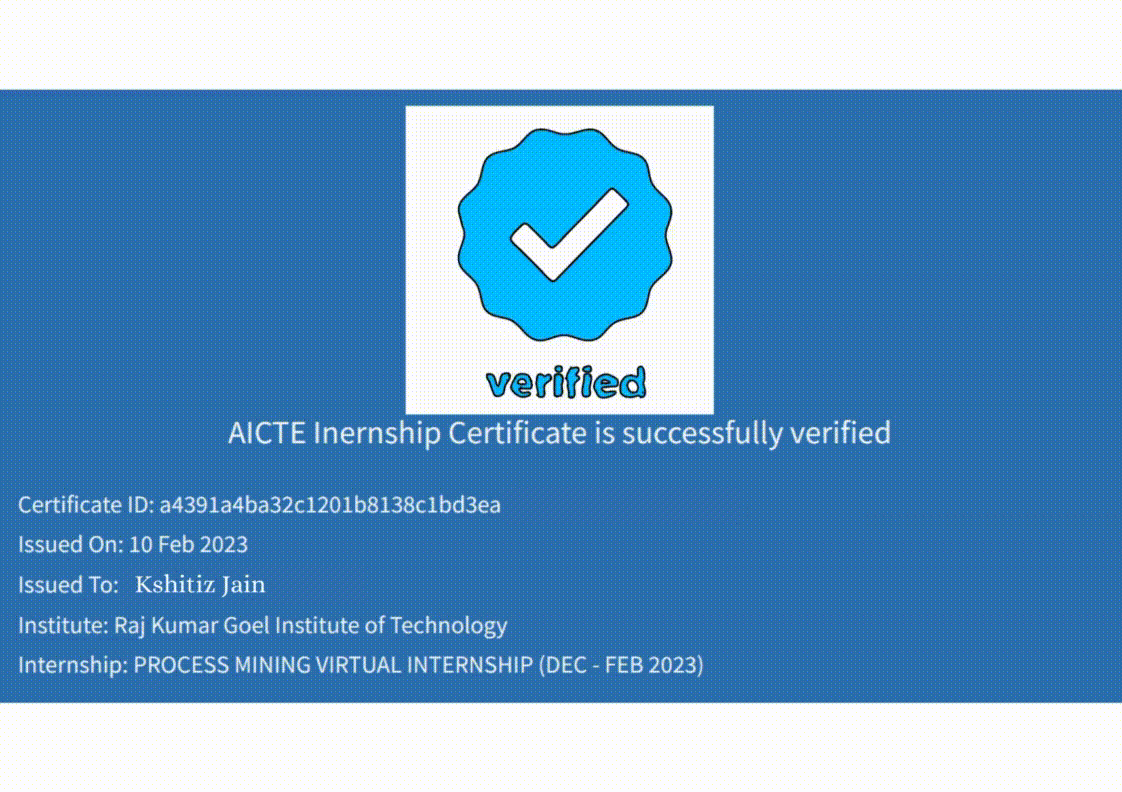 verified
AICTE Inernship Certificate is successfully verified
Certificate ID: a4391a4ba32c1201b8138c1bd3ea
Issued On: 10 Feb 2023
Issued To: Kshitiz Jain
Institute: Raj Kumar Goel Institute of Technology
Internship: PROCESS MINING VIRTUAL INTERNSHIP (DEC - FEB 2023)